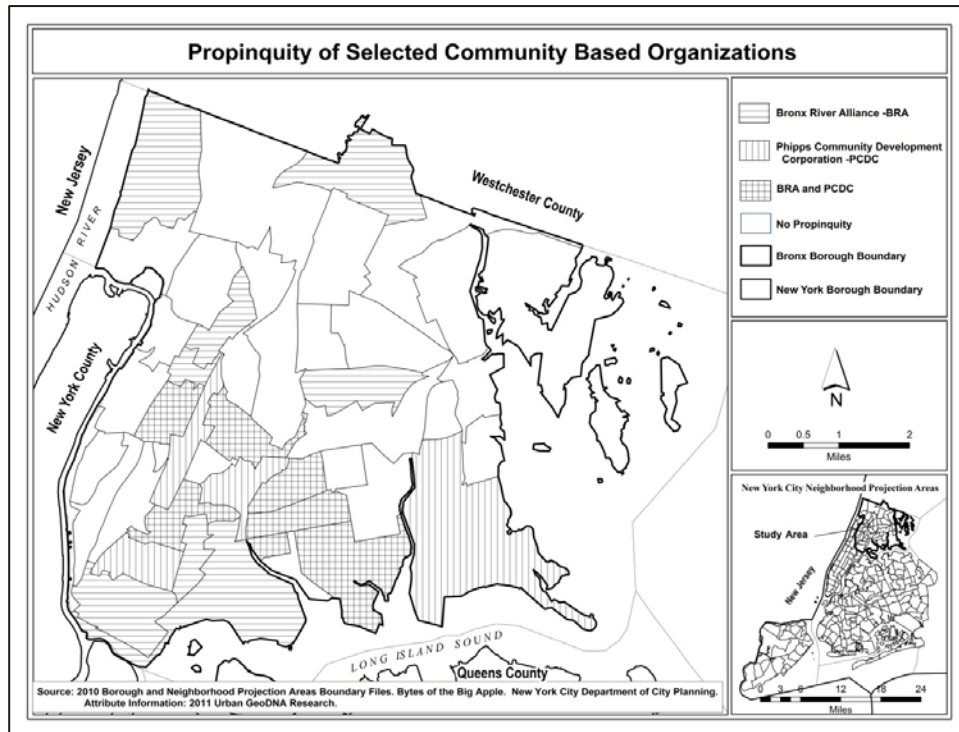 Propinquity of Selected Community Based Organizations
New Jersey
HUDSON RIVER
New York County
Westchester County
LONG ISLAND SOUND
Queens County
Source: 2010 Borough and Neighborhood Projection Areas Boundary Files. Bytes of the Big Apple. New York City Department of City Planning.
Attribute Information: 2011 Urban GeoDNA Research.
Bronx River Alliance -BRA
Phipps Community Development
Corporation -PCDC
BRA and PCDC
No Propinquity
Bronx Borough Boundary
New York Borough Boundary
N
0 0.5 1 2
Miles
New York City Neighborhood Projection Areas
Study Area
New Jersey
0 3 6 12 18 24
Miles